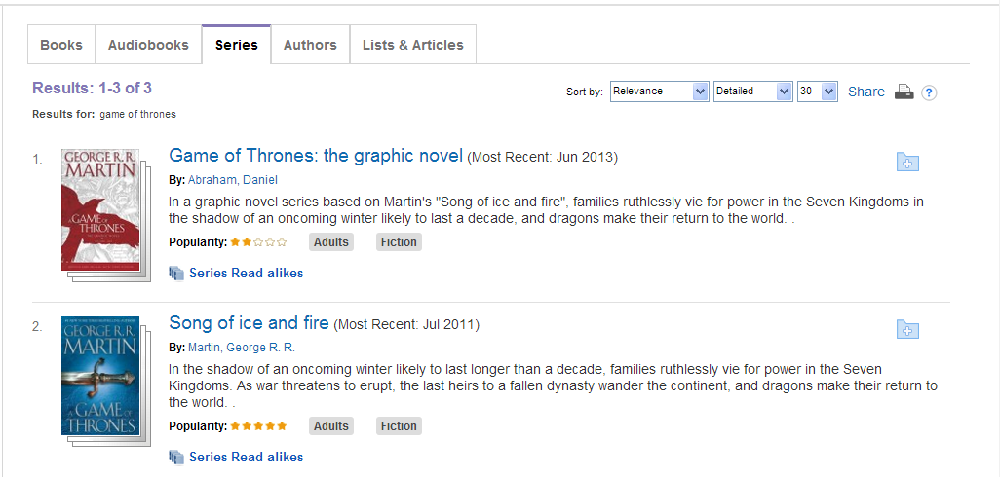 Books Audiobooks Series Authors Lists & Articles
Results: 1-3 of 3
Sort by: Relevance Detailed 30 Share ?
Results for: game of thrones
1.
GEORGE R. R.
MARTIN
A GAME OF
THRONES
Game of Thrones: the graphic novel (Most Recent: Jun 2013)
By: Abraham, Daniel
In a graphic novel series based on Martin's "Song of ice and fire", families ruthlessly vie for power in the Seven Kingdoms in
the shadow of an oncoming winter likely to last a decade, and dragons make their return to the world. .
Popularity: Adults Fiction
Series Read-alikes
2.
GEORGE R.R.
MARTIN
A GAME OF
THRONES
Song of ice and fire (Most Recent: Jul 2011)
By: Martin, George R. R.
In the shadow of an oncoming winter likely to last longer than a decade, families ruthlessly vie for power in the Seven
Kingdoms. As war threatens to erupt, the last heirs to a fallen dynasty wander the continent, and dragons make their return to
the world. .
Popularity: Adults Fiction
Series Read-alikes